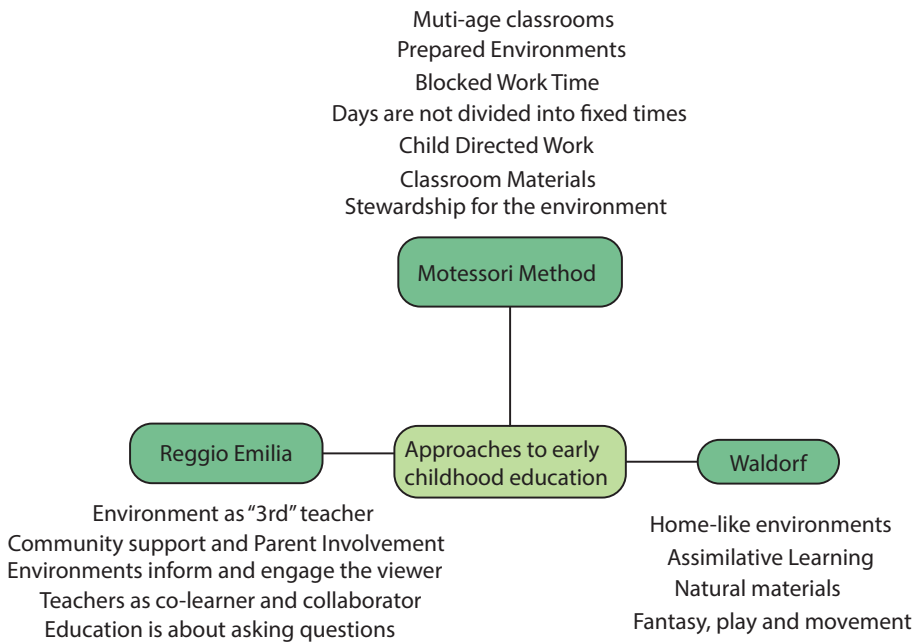 Muti-age classrooms
Prepared Environments
Blocked Work Time
Days are not divided into fixed times
Child Directed Work
Classroom Materials
Stewardship for the environment
Motessori Method
Reggio Emilia
Approaches to early
childhood education
Waldorf
Environment as “3rd” teacher
Community support and Parent Involvement
Environments inform and engage the viewer
Teachers as co-learner and collaborator
Education is about asking questions
Home-like environments
Assimilative Learning
Natural materials
Fantasy, play and movement